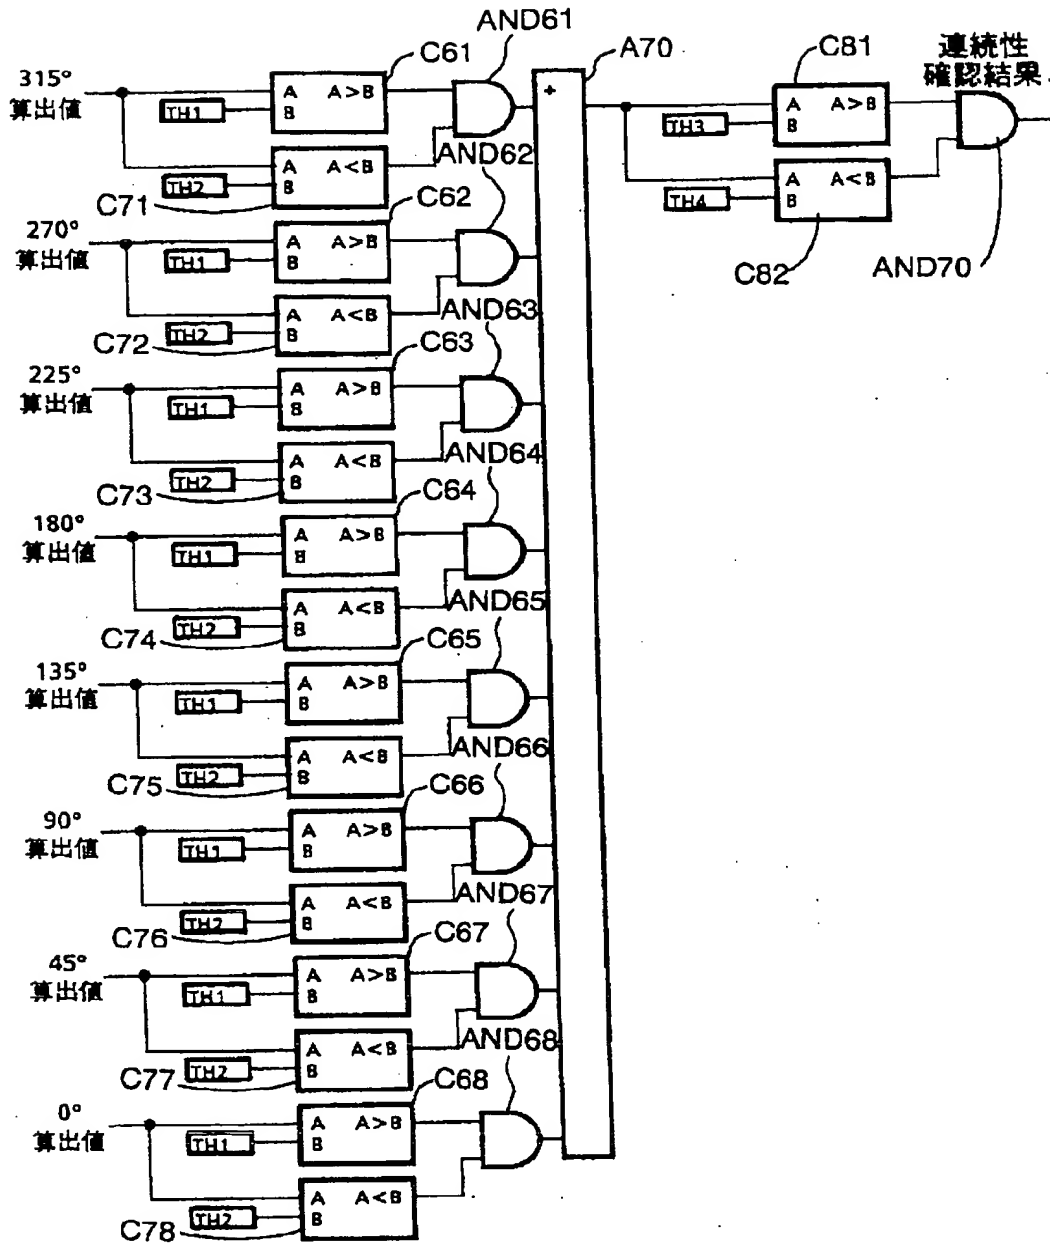 AND61
C61
A70
C81
連続性
確認結果
315°
算出値
A A>B
B
TH1
+
A A>B
B
TH3
AND62
A A<B
B
TH2
A A<B
B
TH4
C71
C62
270°
算出値
A A>B
B
TH1
C82
AND70
AND63
A A<B
B
TH2
C72
C63
225°
算出値
A A>B
B
TH1
AND64
A A<B
B
TH2
C73
C64
180°
算出値
A A>B
B
TH1
AND65
A A<B
B
TH2
C74
C65
135°
算出値
A A>B
B
TH1
AND66
A A<B
B
TH2
C75
C66
90°
算出値
A A>B
B
TH1
AND67
A A<B
B
TH2
C76
C67
45°
算出値
A A>B
B
TH1
AND68
A A<B
B
TH2
C77
C68
0°
算出値
A A>B
B
TH1
A A<B
B
TH2
C78